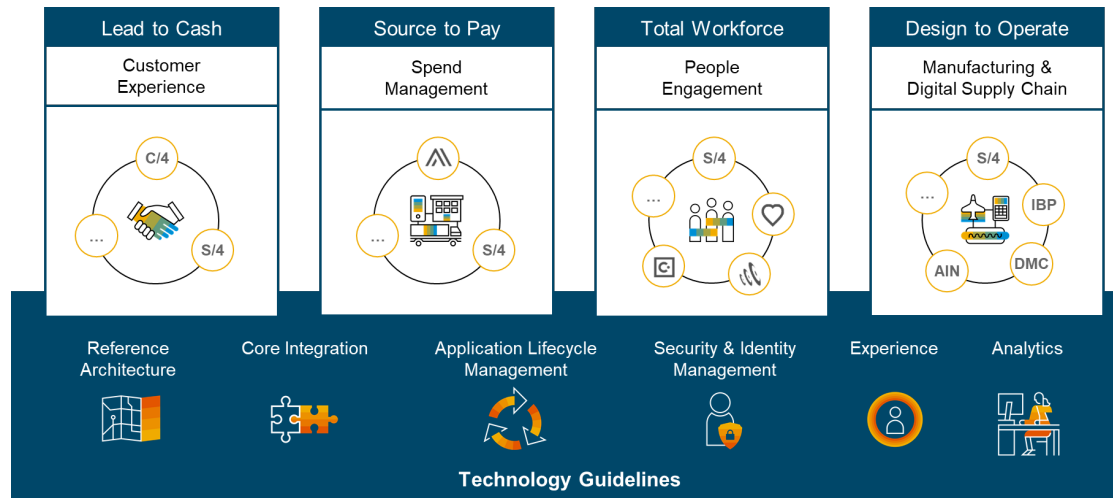 Lead to Cash
Customer
Experience
C/4
...
S/4
Source to Pay
Spend
Management
...
S/4
Total Workforce
People
Engagement
S/4
...
Design to Operate
Manufacturing &
Digital Supply Chain
S/4
...
IBP
AIN
DMC
Reference
Architecture
Core Integration
Application Lifecycle
Management
Security & Identity
Management
Experience
Analytics
Technology Guidelines